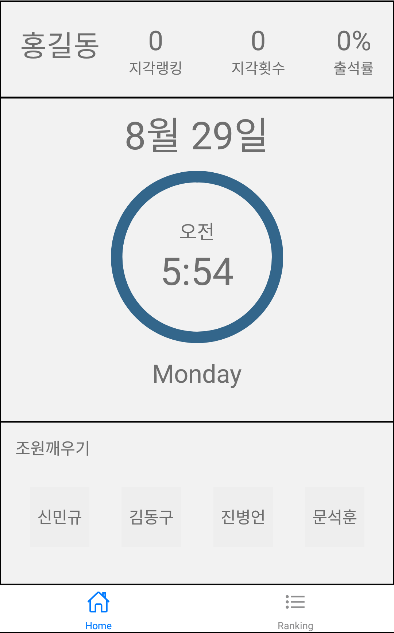 홍길동 0 0 0%
지각랭킹 지각횟수 출석률
8월 29일
오전
5:54
Monday
조원깨우기
신민규 김동구 진병언 문석훈
Home Ranking